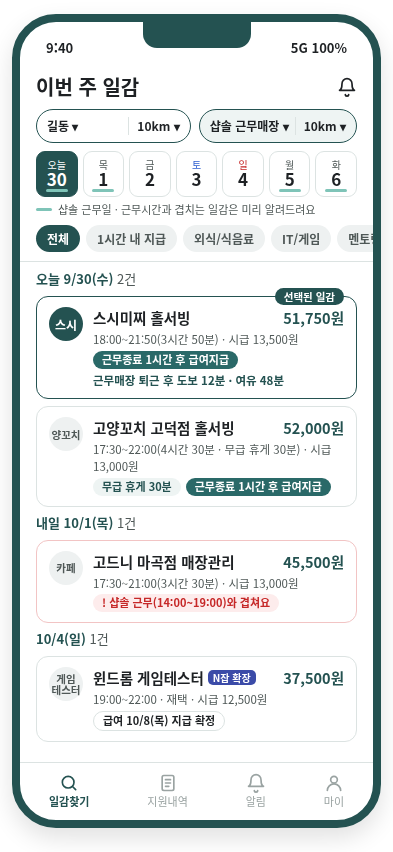 9:40
5G 100%
이번 주 일감
길동 ▾
10km ▾
샵솔 근무매장 ▾
10km ▾
오늘
30
목
1
금
2
토
3
일
4
월
5
화
6
샵솔 근무일 · 근무시간과 겹치는 일감은 미리 알려드려요
전체
1시간 내 지급
외식/식음료
IT/게임
오늘 9/30(수) 2건
선택된 일감
스시
스시미찌 홀서빙
51,750원
18:00~21:50(3시간 50분) · 시급 13,500원
근무종료 1시간 후 급여지급
근무매장 퇴근 후 도보 12분 · 여유 48분
양꼬치
고양꼬치 고덕점 홀서빙
52,000원
17:30~22:00(4시간 30분 · 무급 휴게 30분) · 시급
13,000원
무급 휴게 30분
근무종료 1시간 후 급여지급
내일 10/1(목) 1건
카페
고드니 마곡점 매장관리
45,500원
17:30~21:00(3시간 30분) · 시급 13,000원
! 샵솔 근무(14:00~19:00)와 겹쳐요
10/4(일) 1건
게임
테스터
윈드롬 게임테스터
N잡 확장
37,500원
19:00~22:00 · 재택 · 시급 12,500원
급여 10/8(목) 지급 확정
일감찾기
지원내역
알림
마이